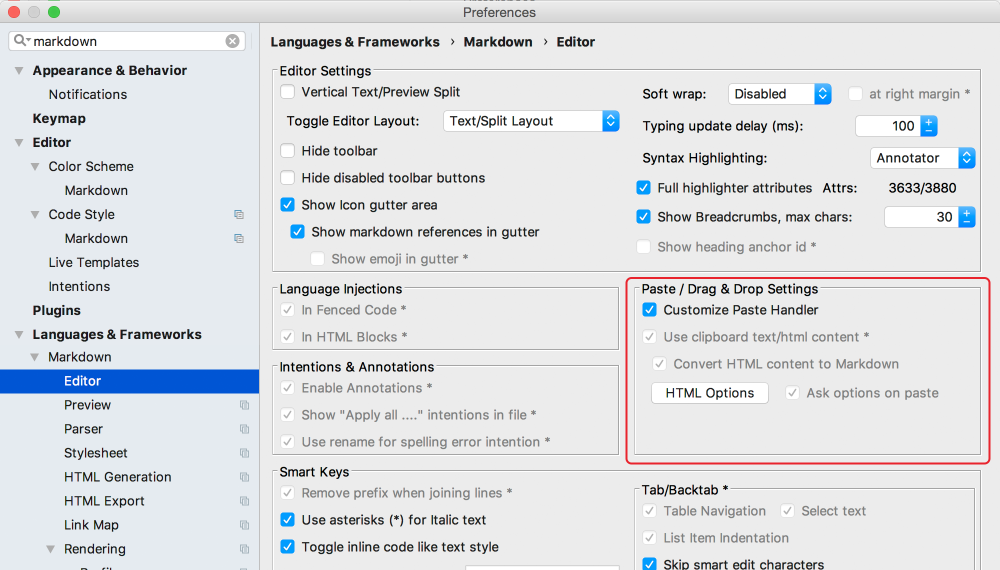 Preferences
markdown
Appearance & Behavior
Notifications
Keymap
Editor
Color Scheme
Markdown
Code Style
Markdown
Live Templates
Intentions
Plugins
Languages & Frameworks
Markdown
Editor
Preview
Parser
Stylesheet
HTML Generation
HTML Export
Link Map
Rendering
Languages & Frameworks › Markdown › Editor
Editor Settings
Vertical Text/Preview Split
Toggle Editor Layout: Text/Split Layout
Hide toolbar
Hide disabled toolbar buttons
Show Icon gutter area
Show markdown references in gutter
Show emoji in gutter *
Soft wrap: Disabled at right margin *
Typing update delay (ms): 100
Syntax Highlighting: Annotator
Full highlighter attributes Attrs: 3633/3880
Show Breadcrumbs, max chars: 30
Show heading anchor id *
Language Injections
In Fenced Code *
In HTML Blocks *
Intentions & Annotations
Enable Annotations *
Show "Apply all ...." intentions in file *
Use rename for spelling error intention *
Paste / Drag & Drop Settings
Customize Paste Handler
Use clipboard text/html content *
Convert HTML content to Markdown
HTML Options Ask options on paste
Smart Keys
Remove prefix when joining lines *
Use asterisks (*) for Italic text
Toggle inline code like text style
Tab/Backtab *
Table Navigation Select text
List Item Indentation
Skip smart edit characters